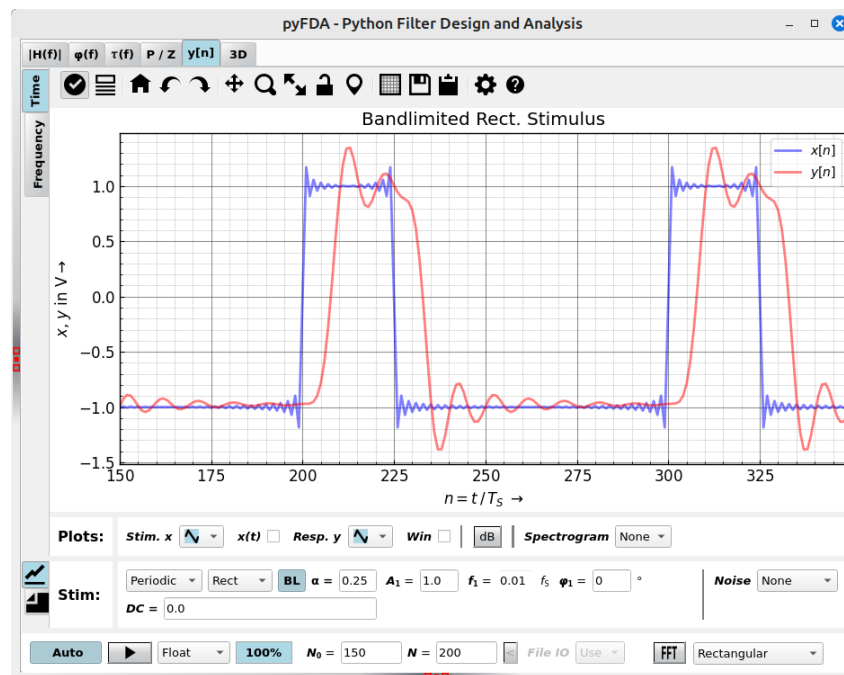 pyFDA - Python Filter Design and Analysis
|H(f)| φ(f) τ(f) P / Z y[n] 3D
Time
Frequency
Bandlimited Rect. Stimulus
x[n]
y[n]
1.0
0.5
0.0
−0.5
−1.0
−1.5
x, y in V →
150 175 200 225 250 275 300 325
n = t / T_S →
Plots: Stim. x x(t) Resp. y Win dB Spectrogram None
Stim: Periodic Rect BL α = 0.25 A₁ = 1.0 f₁ = 0.01 f_S φ₁ = 0 ° Noise None
DC = 0.0
Auto Float 100% N₀ = 150 N = 200 < File IO Use FFT Rectangular